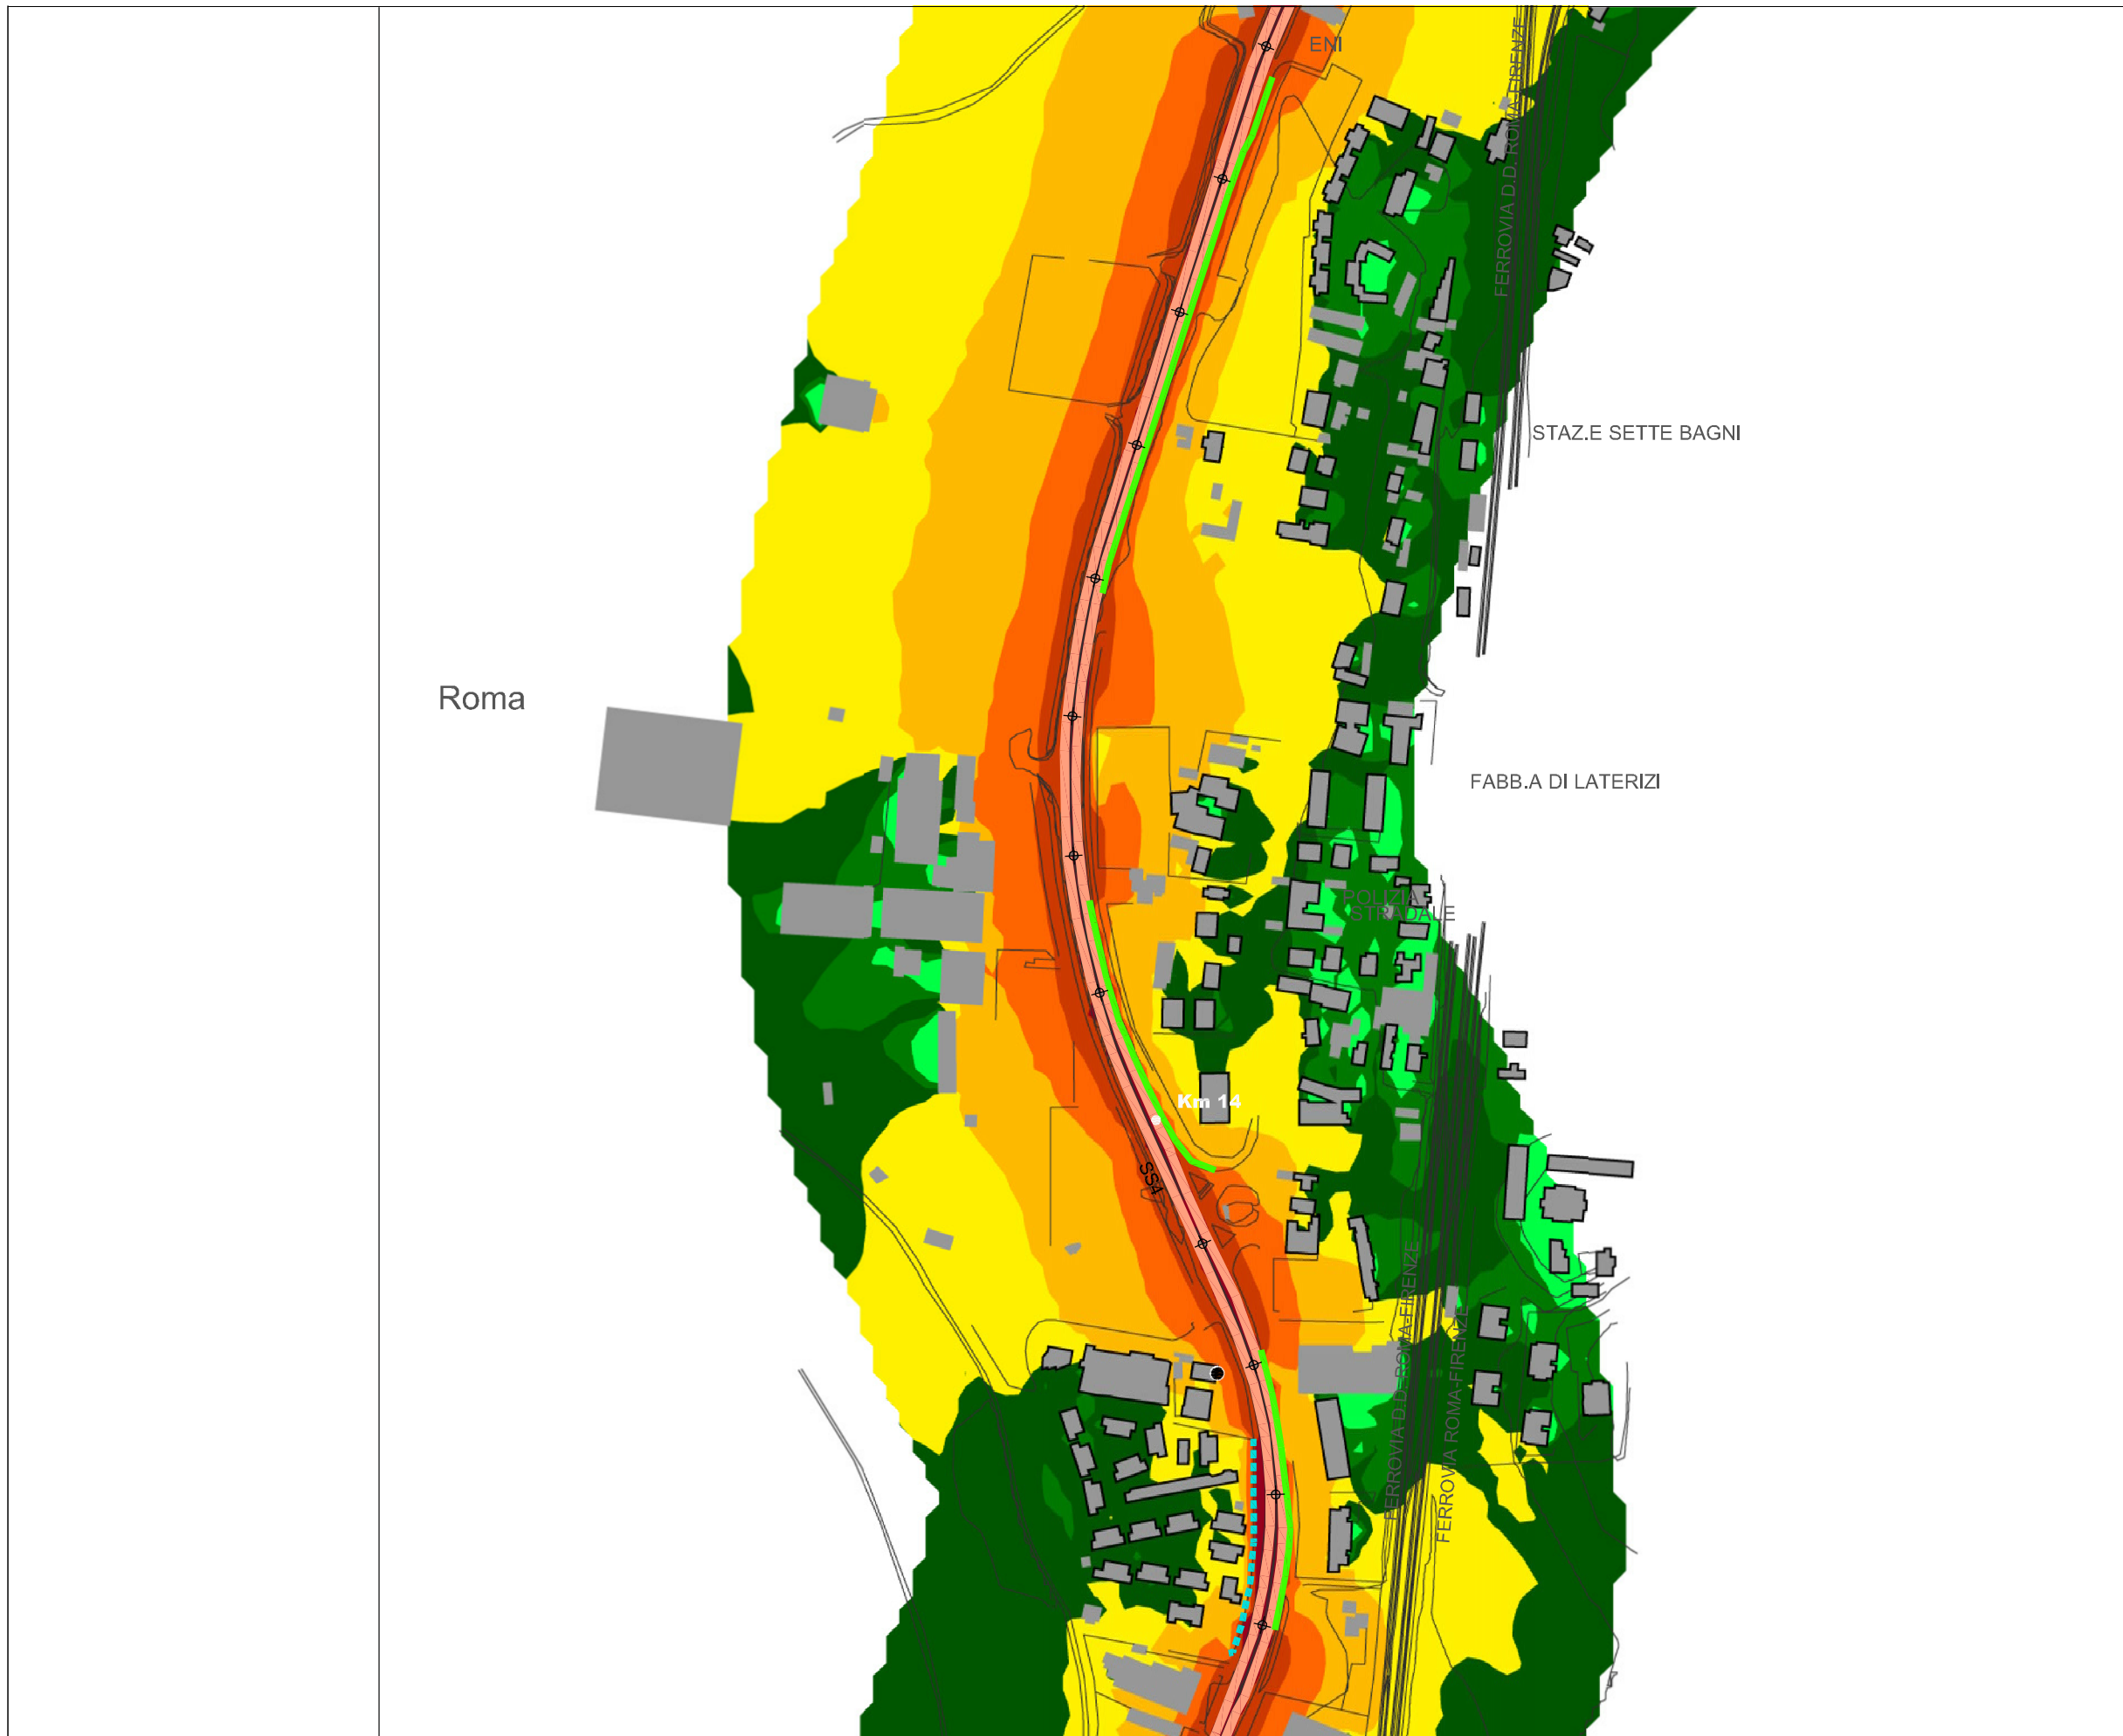 ENI
FERROVIA D.D. ROMA-FIRENZE
STAZ.E SETTE BAGNI
Roma
FABB.A DI LATERIZI
POLIZIA
STRADALE
Km 14
SS4
FERROVIA D.D. ROMA-FIRENZE
FERROVIA ROMA-FIRENZE